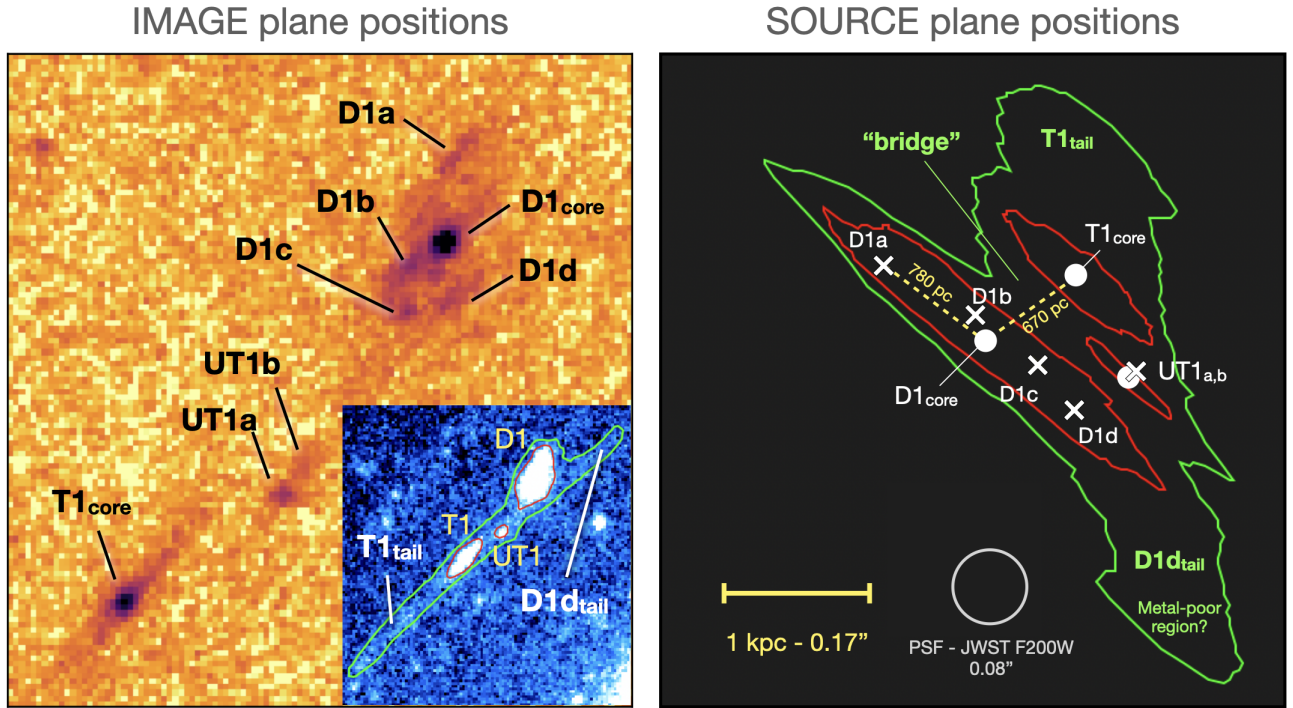 IMAGE plane positions
D1a
D1b
D1core
D1c
D1d
UT1b
UT1a
T1core
D1
T1
UT1
T1tail
D1dtail
SOURCE plane positions
“bridge”
T1tail
D1a
T1core
780 pc
D1b
670 pc
D1core
D1c
UT1a,b
D1d
D1dtail
Metal-poor
region?
1 kpc - 0.17”
PSF - JWST F200W
0.08”